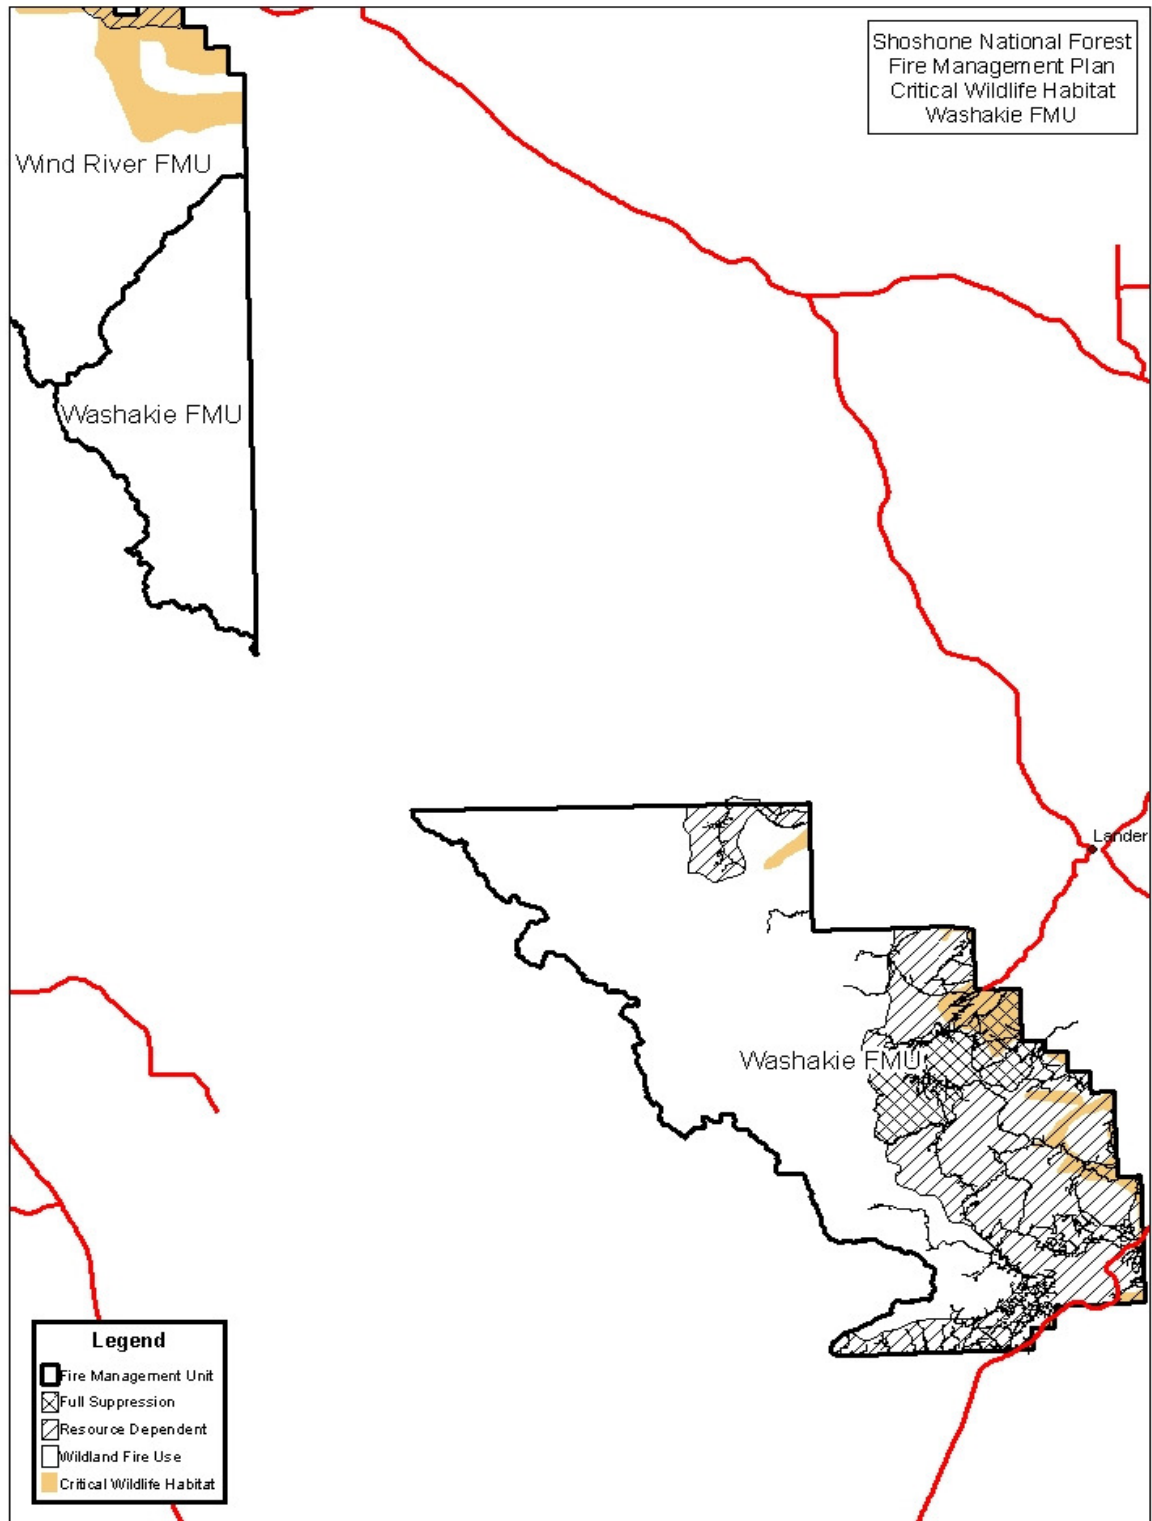 Shoshone National Forest
Fire Management Plan
Critical Wildlife Habitat
Washakie FMU
Wind River FMU
Washakie FMU
Lander
Washakie FMU
Legend
Fire Management Unit
Full Suppression
Resource Dependent
Wildland Fire Use
Critical Wildlife Habitat